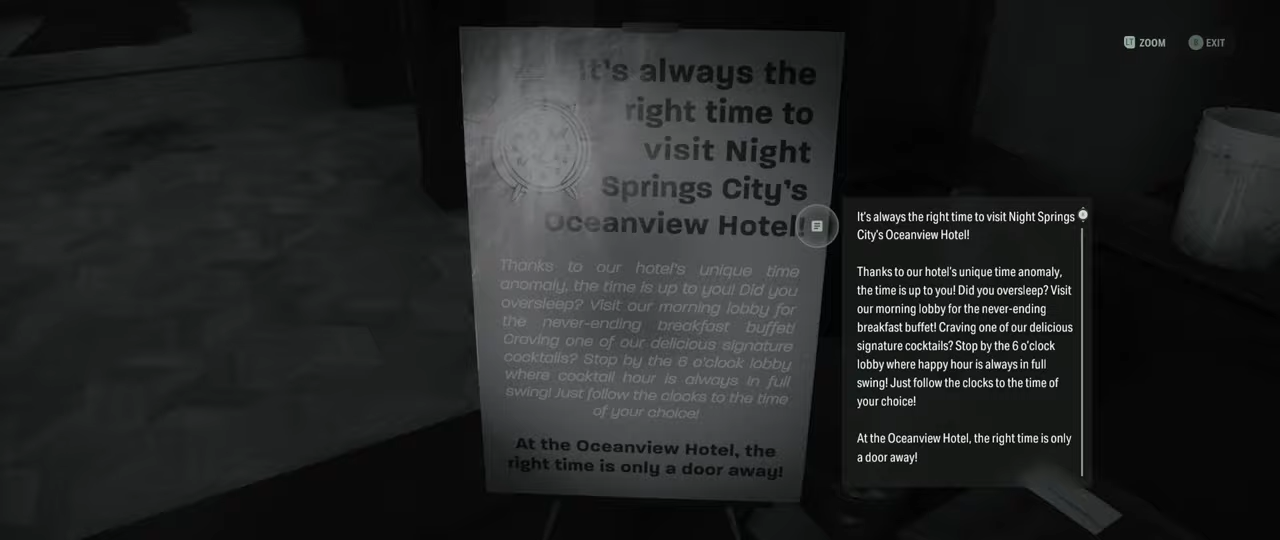 LT ZOOM
B EXIT
It's always the
right time to
visit Night
Springs City's
Oceanview Hotel!
Thanks to our hotel's unique time
anomaly, the time is up to you! Did you
oversleep? Visit our morning lobby for
the never-ending breakfast buffet!
Craving one of our delicious signature
cocktails? Stop by the 6 o'clock lobby
where cocktail hour is always in full
swing! Just follow the clocks to the time
of your choice!
At the Oceanview Hotel, the
right time is only a door away!
It's always the right time to visit Night Springs
City's Oceanview Hotel!
Thanks to our hotel's unique time anomaly,
the time is up to you! Did you oversleep? Visit
our morning lobby for the never-ending
breakfast buffet! Craving one of our delicious
signature cocktails? Stop by the 6 o'clock
lobby where happy hour is always in full
swing! Just follow the clocks to the time of
your choice!
At the Oceanview Hotel, the right time is only
a door away!